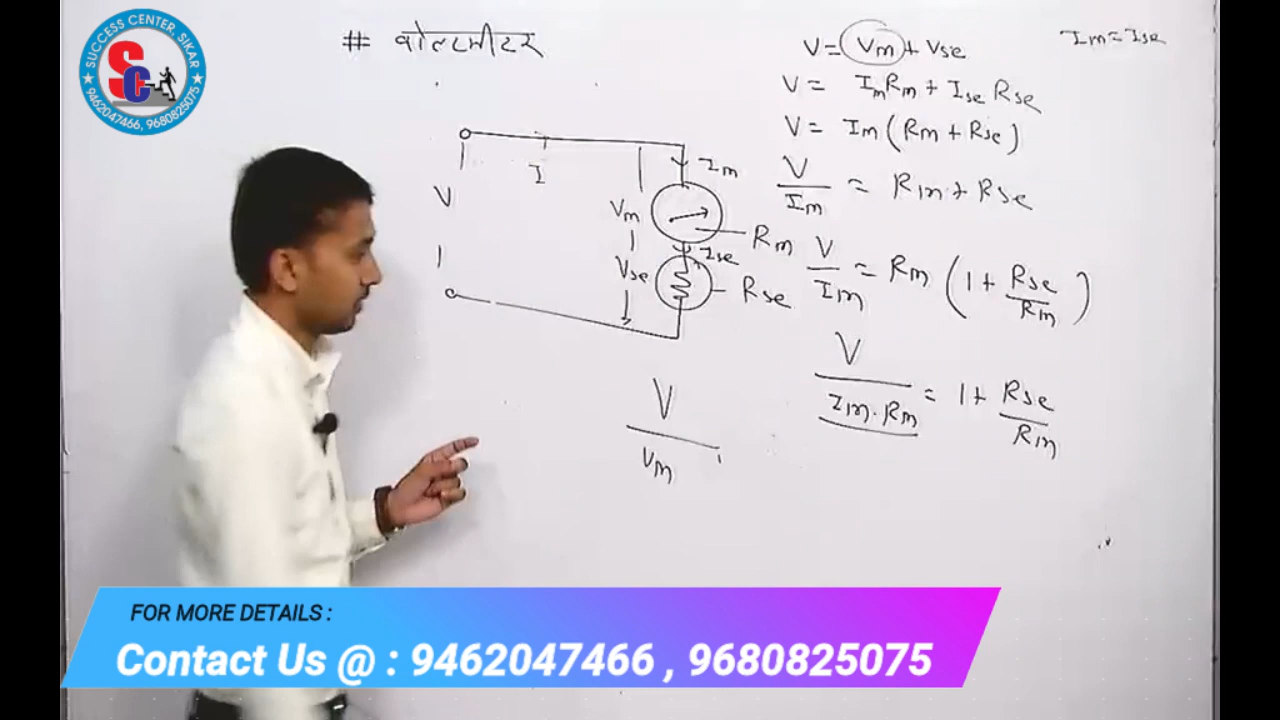 SUCCESS CENTER, SIKAR
SC
9462047466, 9680825075
# वोल्टमीटर
V = Vm + Vse
Im = Ise
V = ImRm + Ise Rse
V = Im (Rm + Rse)
V/Im = Rm + Rse
V/Im = Rm (1 + Rse/Rm)
V/Im·Rm = 1 + Rse/Rm
I
Im
V
Vm
Rm
Ise
Vse
Rse
V/Vm
FOR MORE DETAILS :
Contact Us @ : 9462047466 , 9680825075